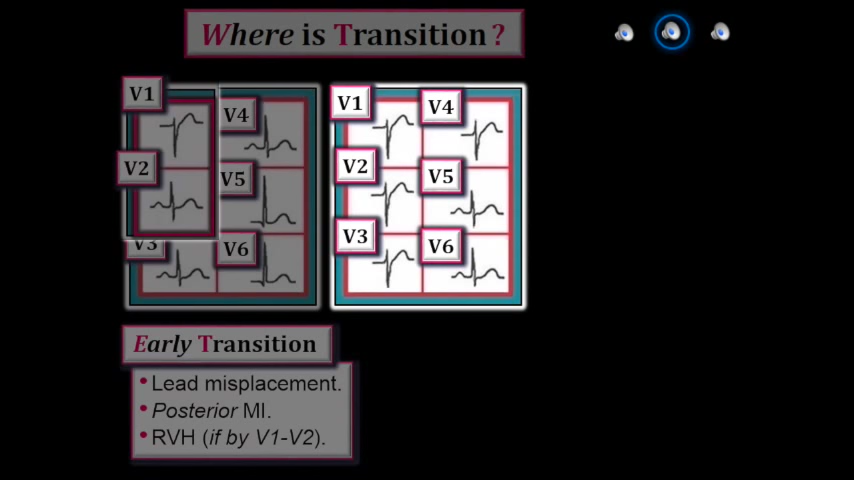 Where is Transition ?
V1
V4
V2
V5
V3
V6
V1
V4
V2
V5
V3
V6
Early Transition
• Lead misplacement.
• Posterior MI.
• RVH (if by V1-V2).